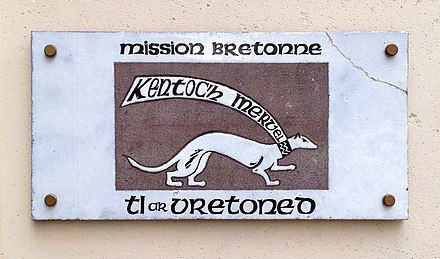 mission BRETONNE
Kentoc'h mervel
TI AR VRETONED